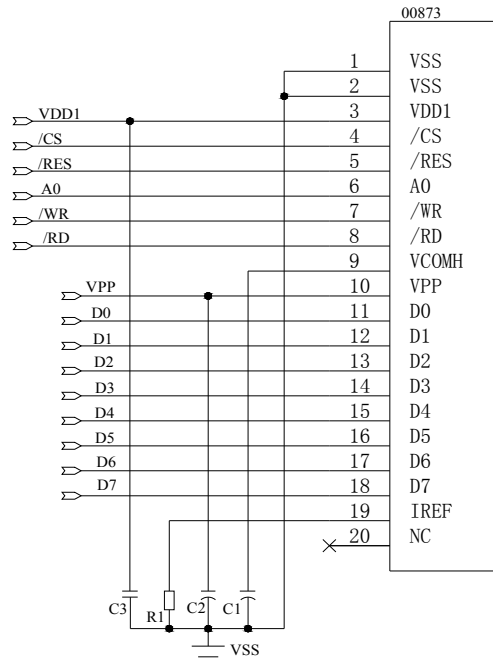 00873
1 VSS
2 VSS
VDD1 3 VDD1
/CS 4 /CS
/RES 5 /RES
A0 6 A0
/WR 7 /WR
/RD 8 /RD
9 VCOMH
VPP 10 VPP
D0 11 D0
D1 12 D1
D2 13 D2
D3 14 D3
D4 15 D4
D5 16 D5
D6 17 D6
D7 18 D7
19 IREF
20 NC
C3 R1 C2 C1
VSS